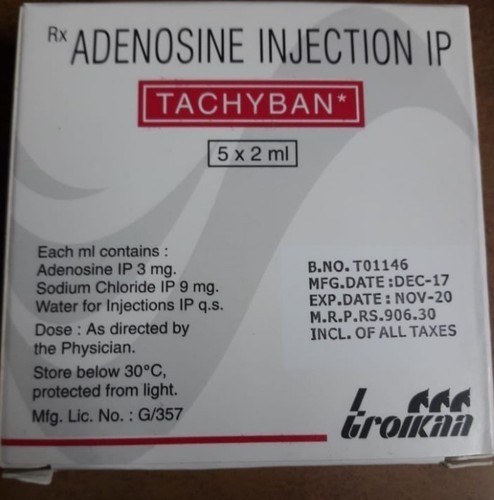 Rx ADENOSINE INJECTION IP
TACHYBAN*
5 x 2 ml
Each ml contains :
Adenosine IP 3 mg.
Sodium Chloride IP 9 mg.
Water for Injections IP q.s.
Dose : As directed by
the Physician.
Store below 30°C,
protected from light.
Mfg. Lic. No. : G/357
B.NO. T01146
MFG.DATE :DEC-17
EXP.DATE : NOV-20
M.R.P.RS.906.30
INCL. OF ALL TAXES
troikaa